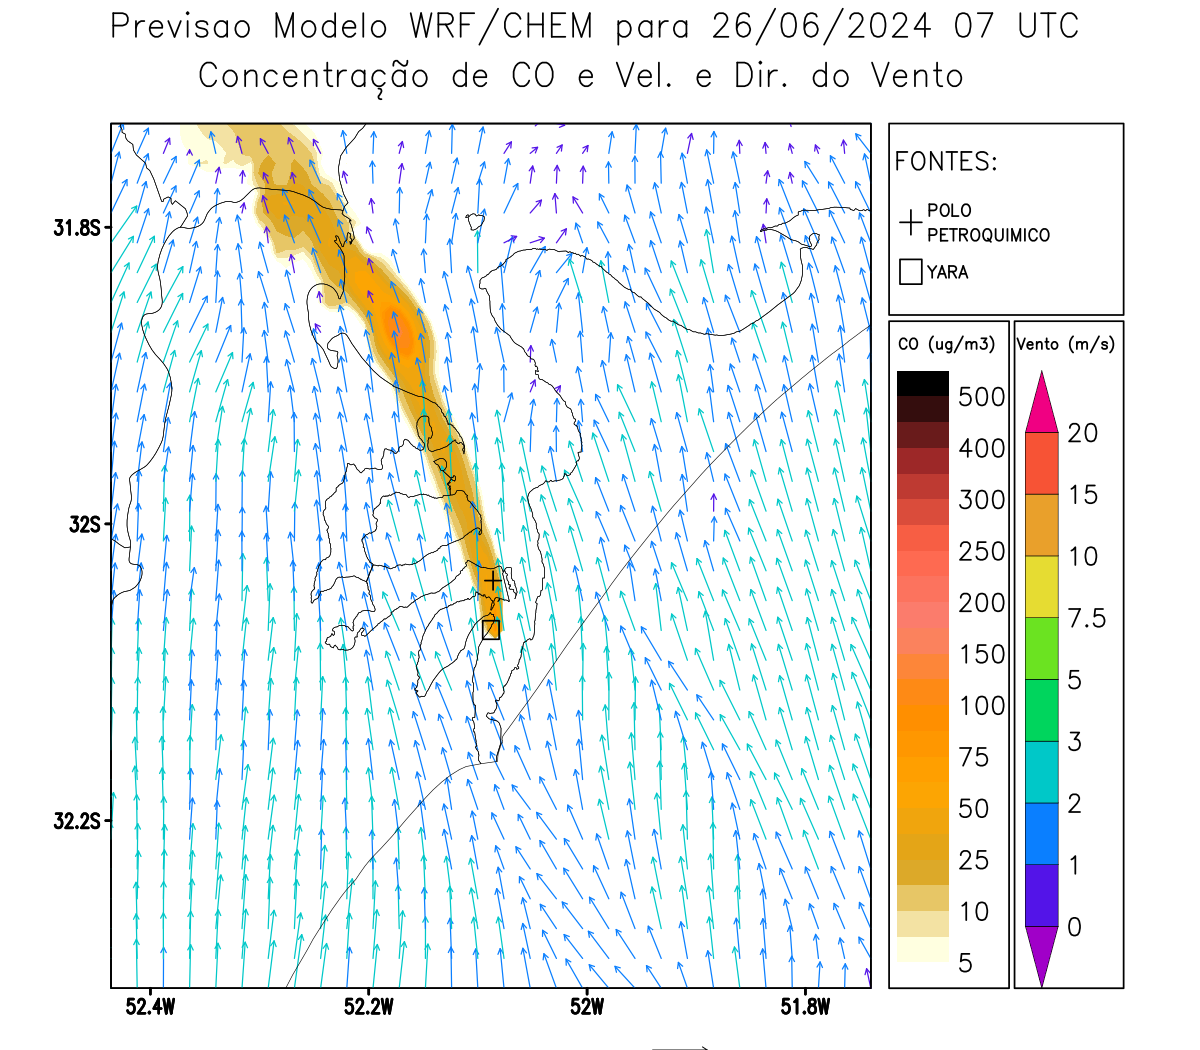 Previsao Modelo WRF/CHEM para 26/06/2024 07 UTC
Concentração de CO e Vel. e Dir. do Vento
FONTES:
POLO
PETROQUIMICO
YARA
CO (ug/m3)
500
400
300
250
200
150
100
75
50
25
10
5
Vento (m/s)
20
15
10
7.5
5
3
2
1
0
31.8S
32S
32.2S
52.4W
52.2W
52W
51.8W